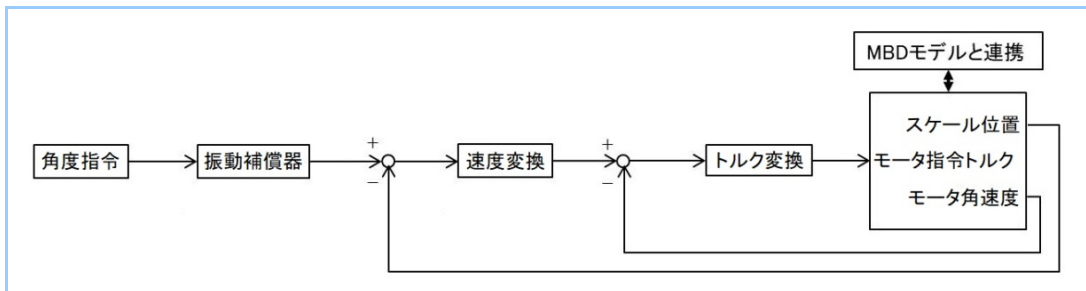 MBDモデルと連携
スケール位置
角度指令
振動補償器
+
−
速度変換
+
−
トルク変換
モータ指令トルク
モータ角速度